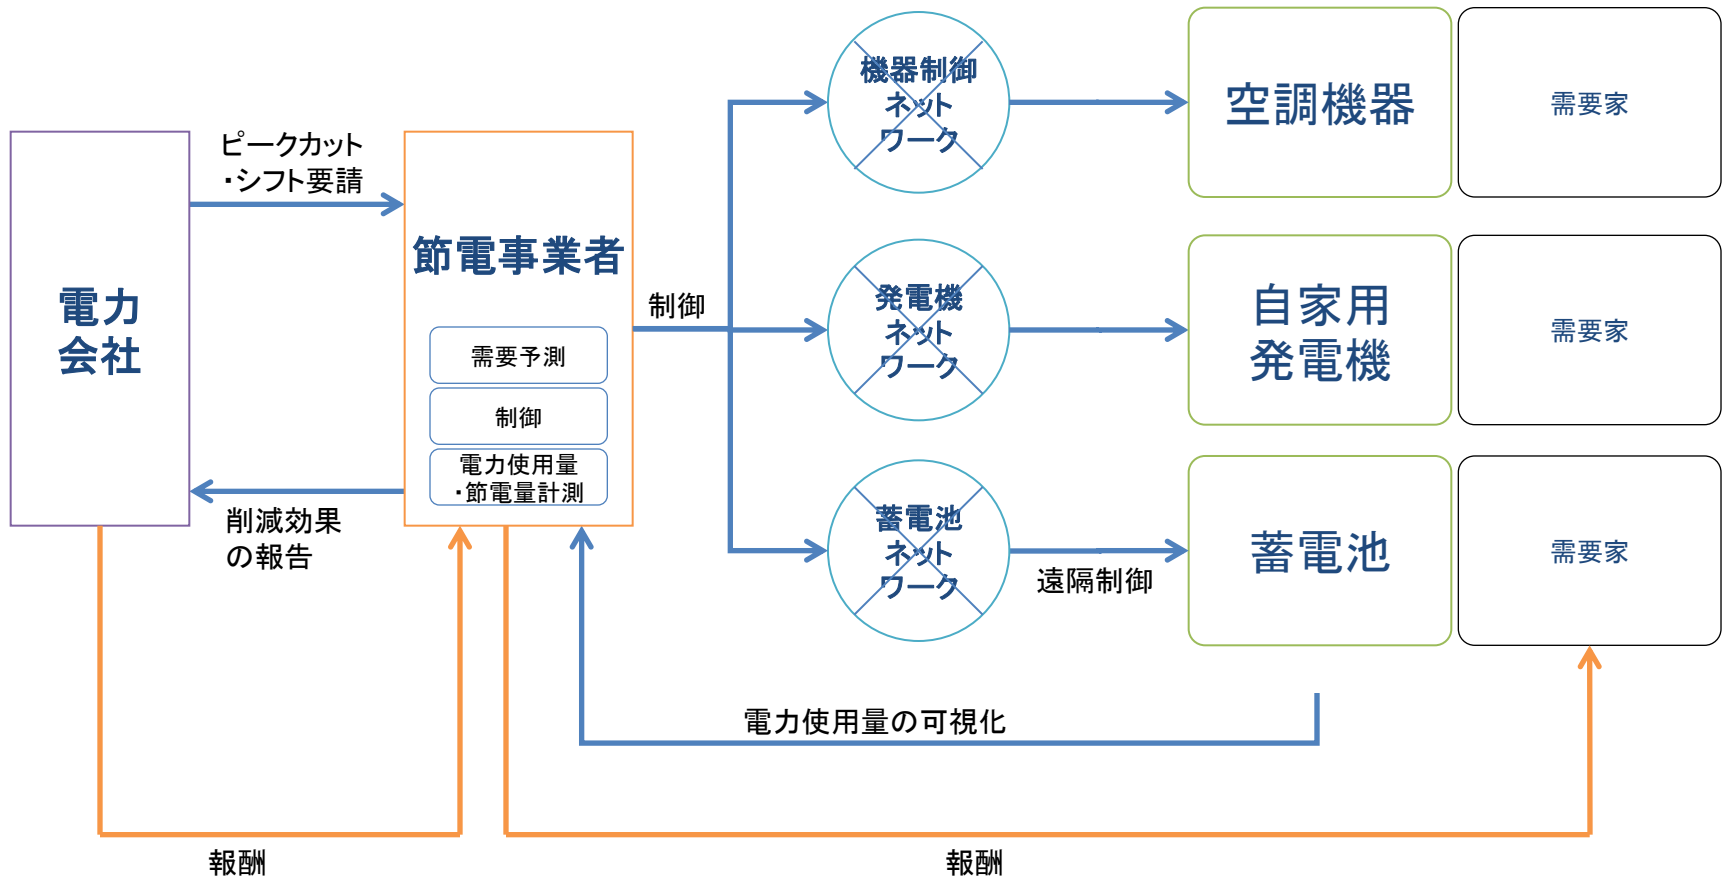 電力
会社
ピークカット
・シフト要請
節電事業者
需要予測
制御
電力使用量
・節電量計測
削減効果
の報告
制御
機器制御
ネット
ワーク
空調機器
需要家
発電機
ネット
ワーク
自家用
発電機
需要家
蓄電池
ネット
ワーク
遠隔制御
蓄電池
需要家
電力使用量の可視化
報酬
報酬